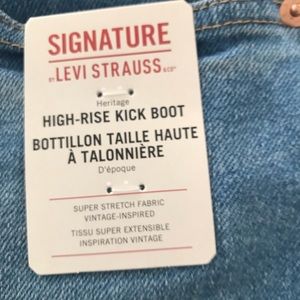 SIGNATURE
BY LEVI STRAUSS &CO™
Heritage
HIGH-RISE KICK BOOT
BOTTILLON TAILLE HAUTE
À TALONNIÈRE
D'époque
SUPER STRETCH FABRIC
VINTAGE-INSPIRED
TISSU SUPER EXTENSIBLE
INSPIRATION VINTAGE